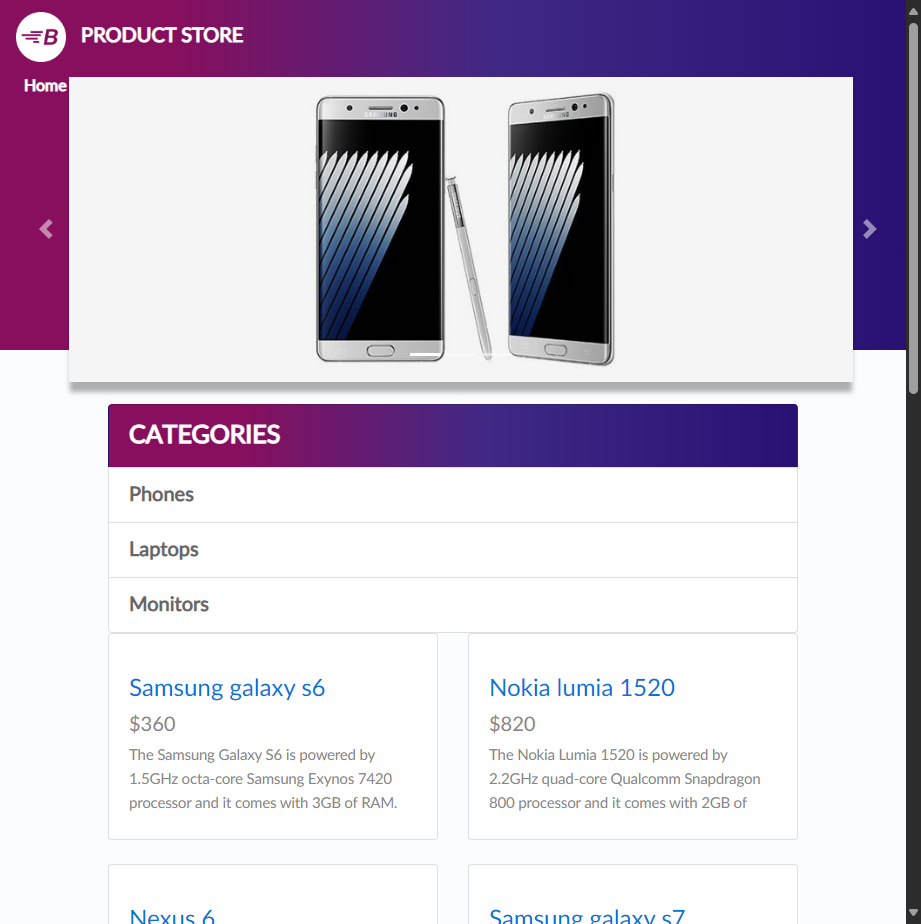 B PRODUCT STORE
Home
SAMSUNG
CATEGORIES
Phones
Laptops
Monitors
Samsung galaxy s6
$360
The Samsung Galaxy S6 is powered by
1.5GHz octa-core Samsung Exynos 7420
processor and it comes with 3GB of RAM.
Nokia lumia 1520
$820
The Nokia Lumia 1520 is powered by
2.2GHz quad-core Qualcomm Snapdragon
800 processor and it comes with 2GB of
Nexus 6
Samsung galaxy s7